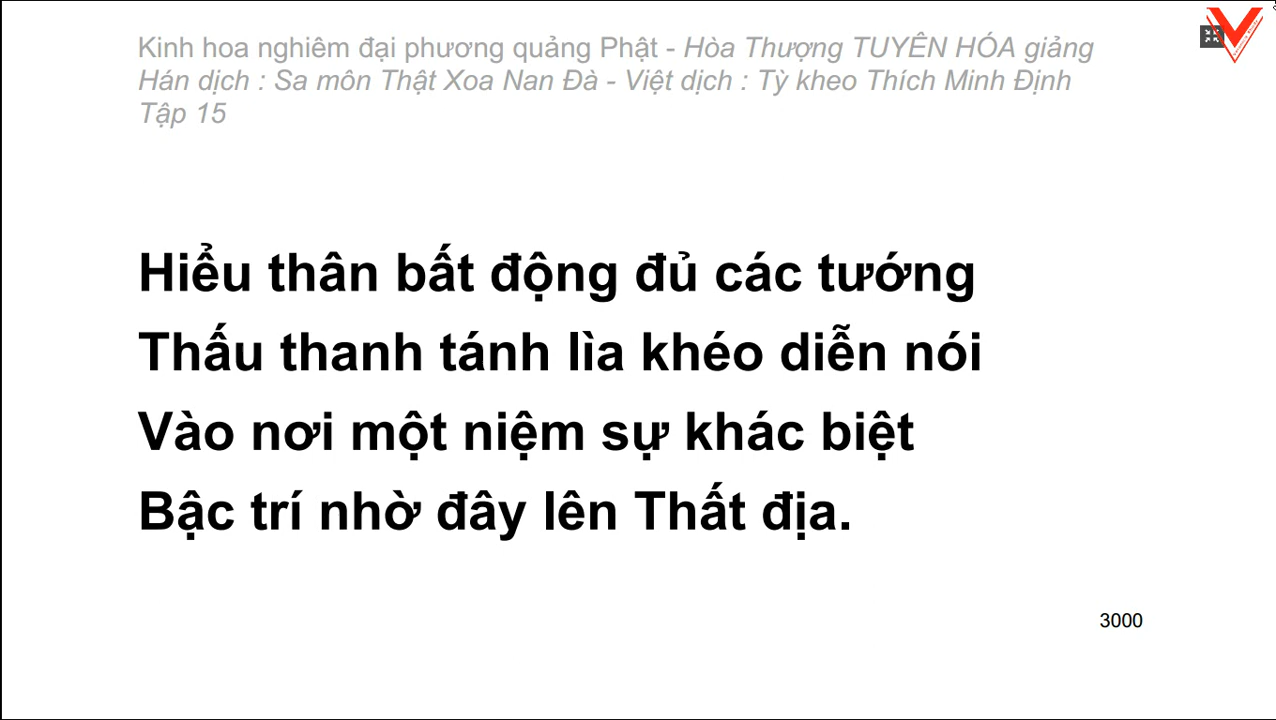 Kinh hoa nghiêm đại phương quảng Phật - Hòa Thượng TUYÊN HÓA giảng
Hán dịch : Sa môn Thật Xoa Nan Đà - Việt dịch : Tỳ kheo Thích Minh Định
Tập 15
Hiểu thân bất động đủ các tướng
Thấu thanh tánh lìa khéo diễn nói
Vào nơi một niệm sự khác biệt
Bậc trí nhờ đây lên Thất địa.
3000